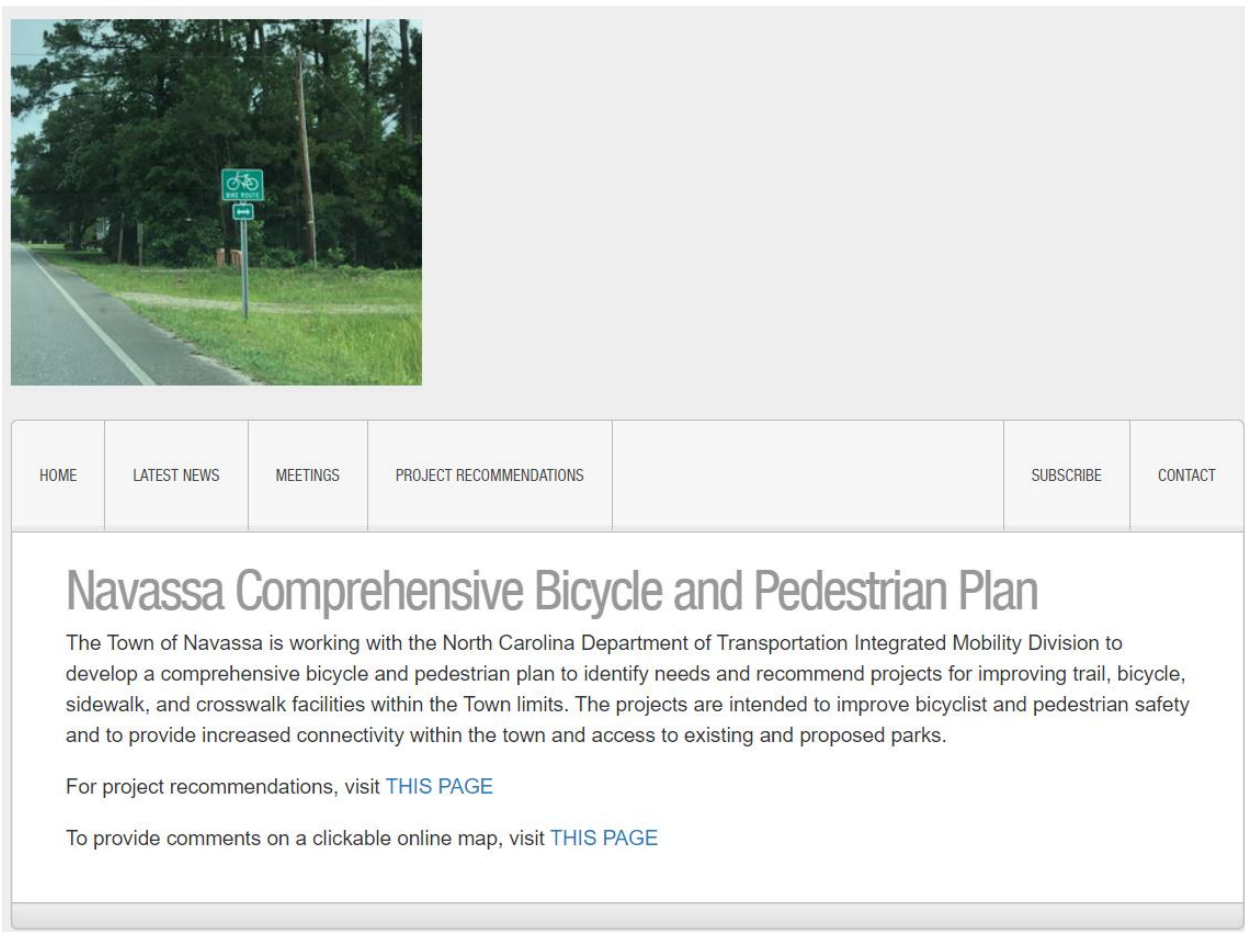 BIKE ROUTE
HOME
LATEST NEWS
MEETINGS
PROJECT RECOMMENDATIONS
SUBSCRIBE
CONTACT
Navassa Comprehensive Bicycle and Pedestrian Plan
The Town of Navassa is working with the North Carolina Department of Transportation Integrated Mobility Division to
develop a comprehensive bicycle and pedestrian plan to identify needs and recommend projects for improving trail, bicycle,
sidewalk, and crosswalk facilities within the Town limits. The projects are intended to improve bicyclist and pedestrian safety
and to provide increased connectivity within the town and access to existing and proposed parks.
For project recommendations, visit THIS PAGE
To provide comments on a clickable online map, visit THIS PAGE